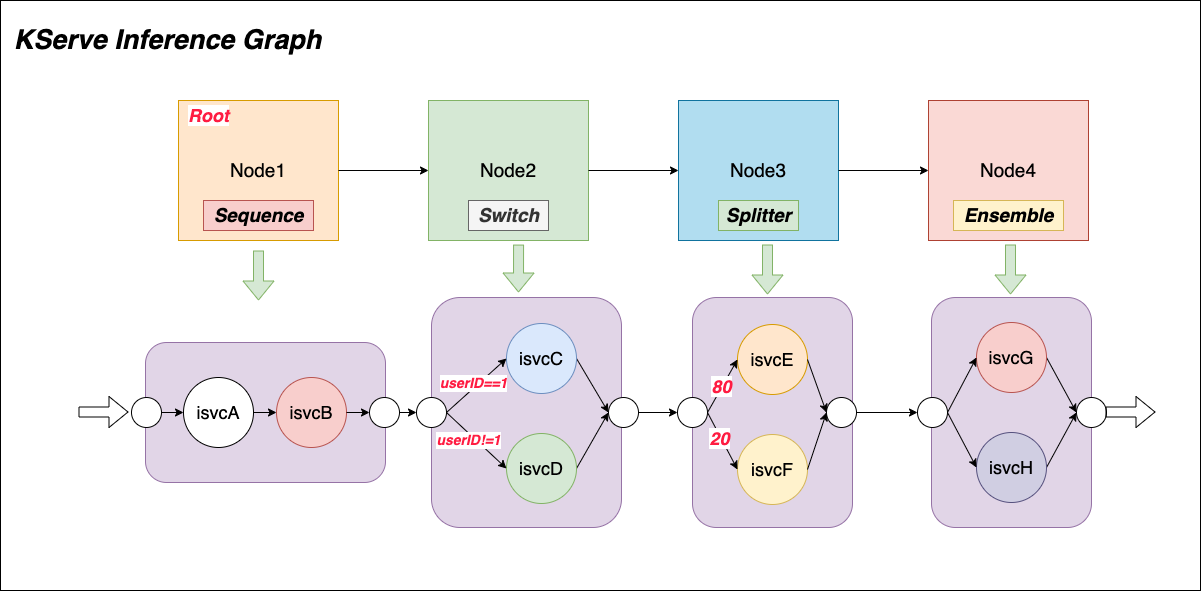 KServe Inference Graph
Root
Node1
Sequence
Node2
Switch
Node3
Splitter
Node4
Ensemble
isvcA
isvcB
userID==1
userID!=1
isvcC
isvcD
80
20
isvcE
isvcF
isvcG
isvcH